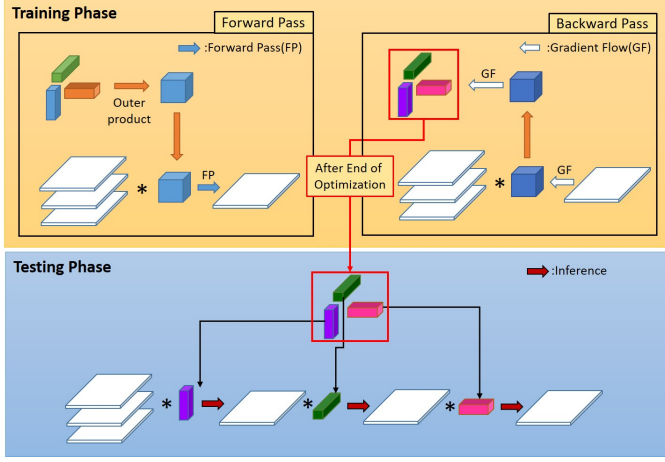 Training Phase
Forward Pass
:Forward Pass(FP)
Outer
product
*
FP
Backward Pass
:Gradient Flow(GF)
GF
*
GF
After End of
Optimization
Testing Phase
:Inference
*
*
*